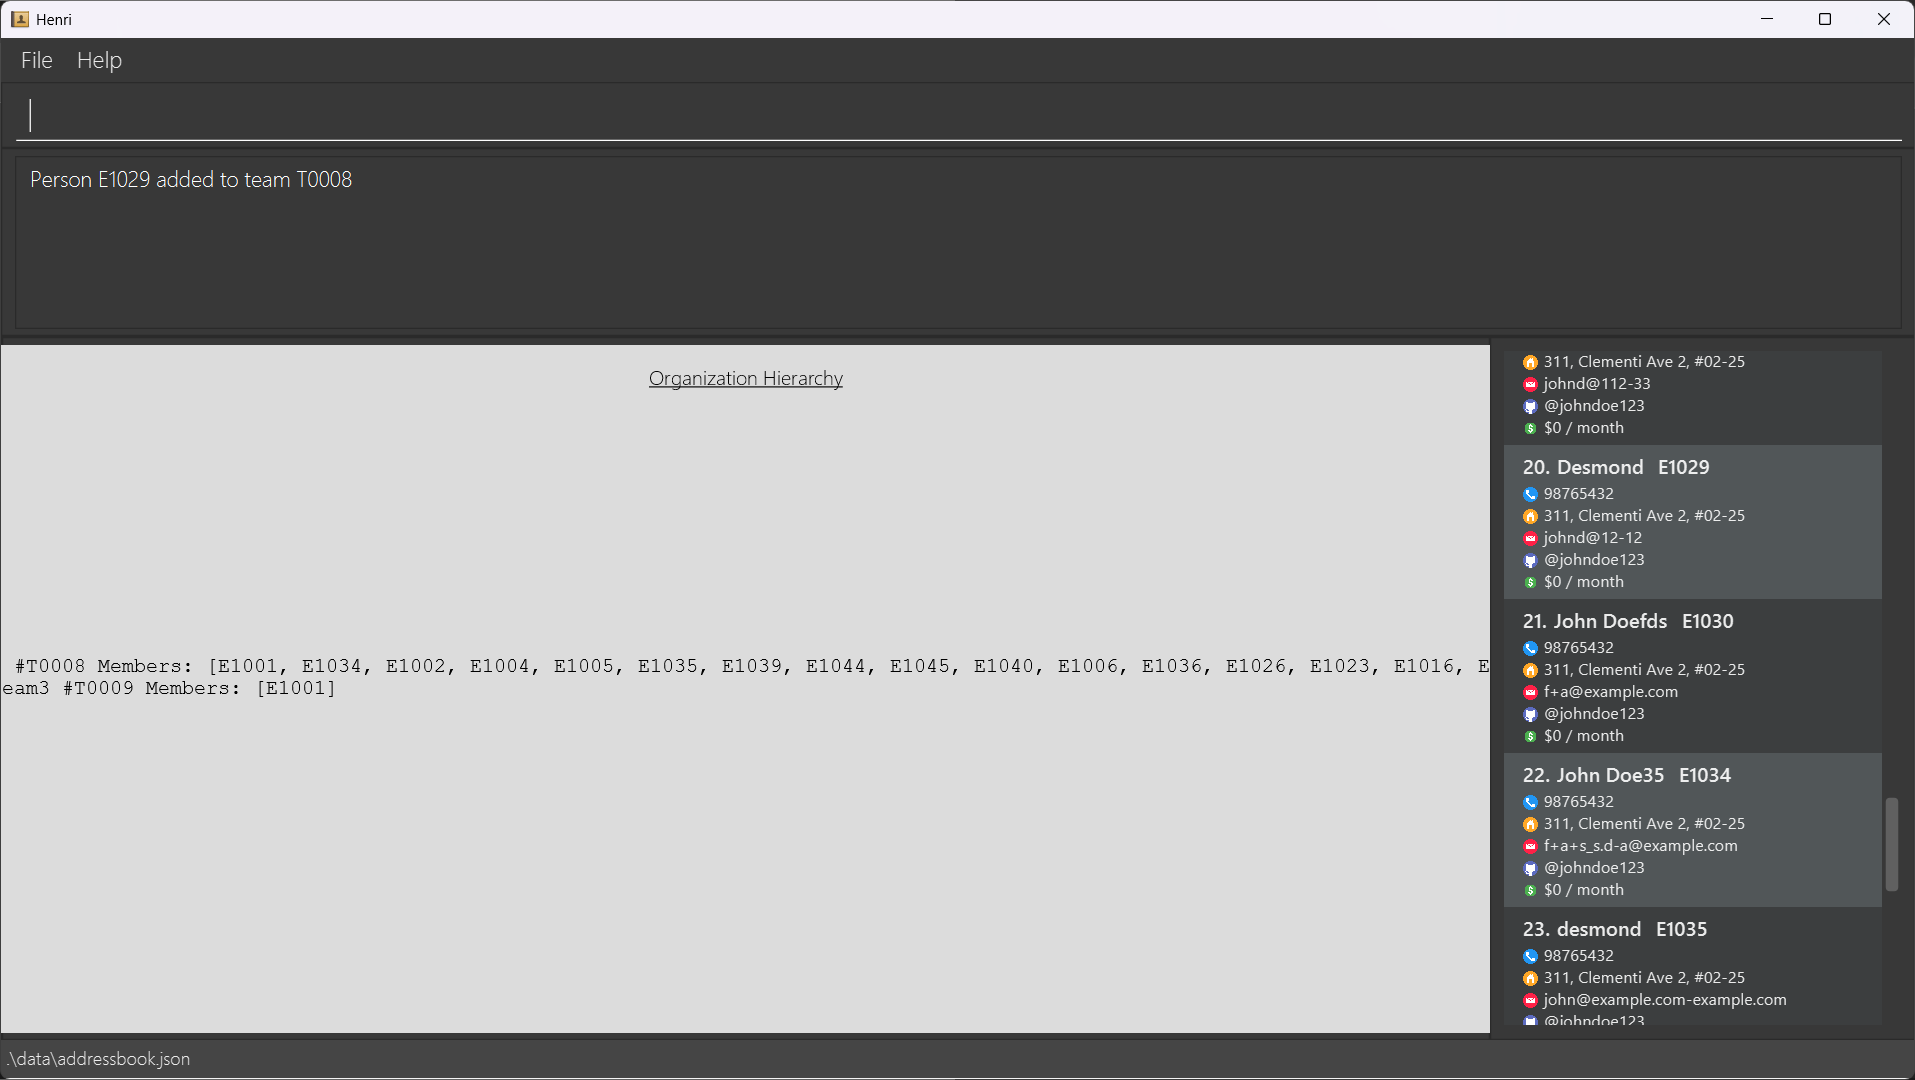 Henri
File Help
Person E1029 added to team T0008
Organization Hierarchy
#T0008 Members: [E1001, E1034, E1002, E1004, E1005, E1035, E1039, E1044, E1045, E1040, E1006, E1036, E1026, E1023, E1016, E
eam3 #T0009 Members: [E1001]
311, Clementi Ave 2, #02-25
johnd@112-33
@johndoe123
$0 / month
20. Desmond E1029
98765432
311, Clementi Ave 2, #02-25
johnd@12-12
@johndoe123
$0 / month
21. John Doefds E1030
98765432
311, Clementi Ave 2, #02-25
f+a@example.com
@johndoe123
$0 / month
22. John Doe35 E1034
98765432
311, Clementi Ave 2, #02-25
f+a+s_s.d-a@example.com
@johndoe123
$0 / month
23. desmond E1035
98765432
311, Clementi Ave 2, #02-25
john@example.com-example.com
@johndoe123
.\data\addressbook.json